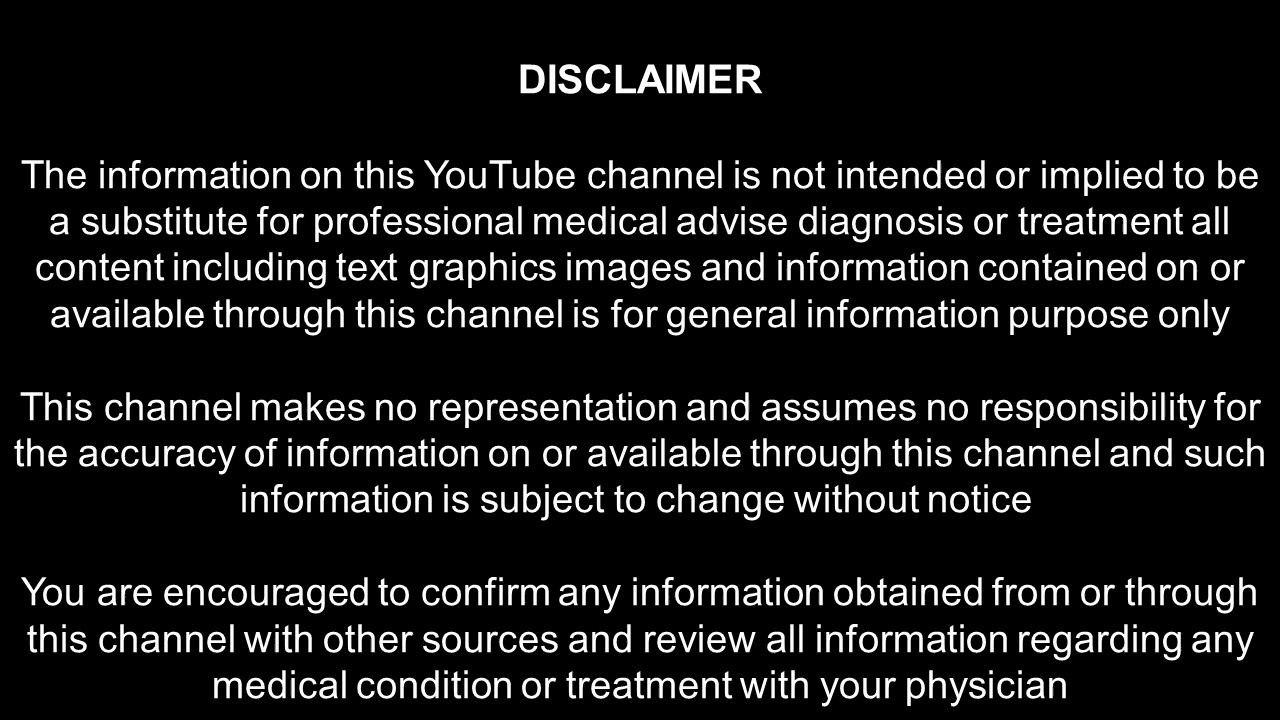 DISCLAIMER
The information on this YouTube channel is not intended or implied to be
a substitute for professional medical advise diagnosis or treatment all
content including text graphics images and information contained on or
available through this channel is for general information purpose only
This channel makes no representation and assumes no responsibility for
the accuracy of information on or available through this channel and such
information is subject to change without notice
You are encouraged to confirm any information obtained from or through
this channel with other sources and review all information regarding any
medical condition or treatment with your physician